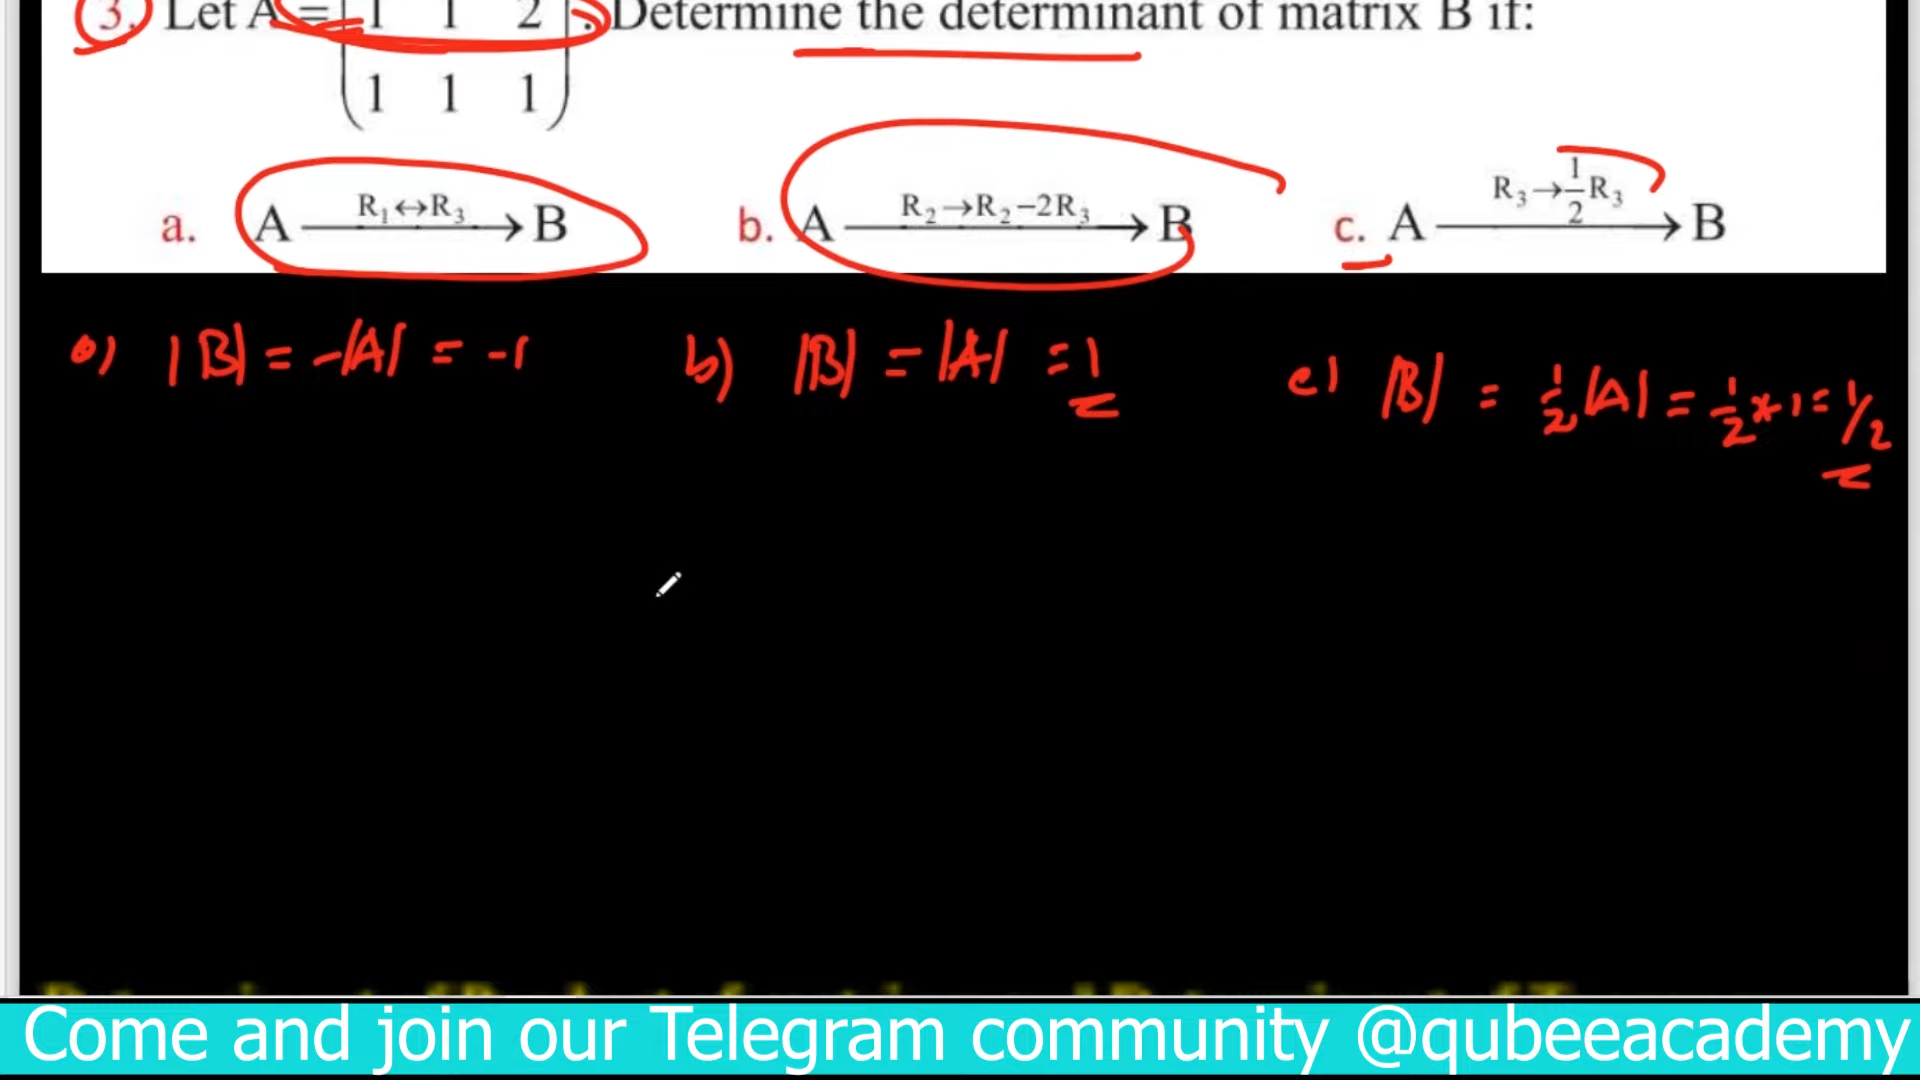 3. Let A = 1 1 2 . Determine the determinant of matrix B if:
1 1 1
a. A R₁↔R₃ → B b. A R₂→R₂−2R₃ → B c. A R₃→½R₃ → B
a) |B| = -|A| = -1 b) |B| = |A| = 1 c) |B| = ½|A| = ½*1 = 1/2
Come and join our Telegram community @qubeeacademy